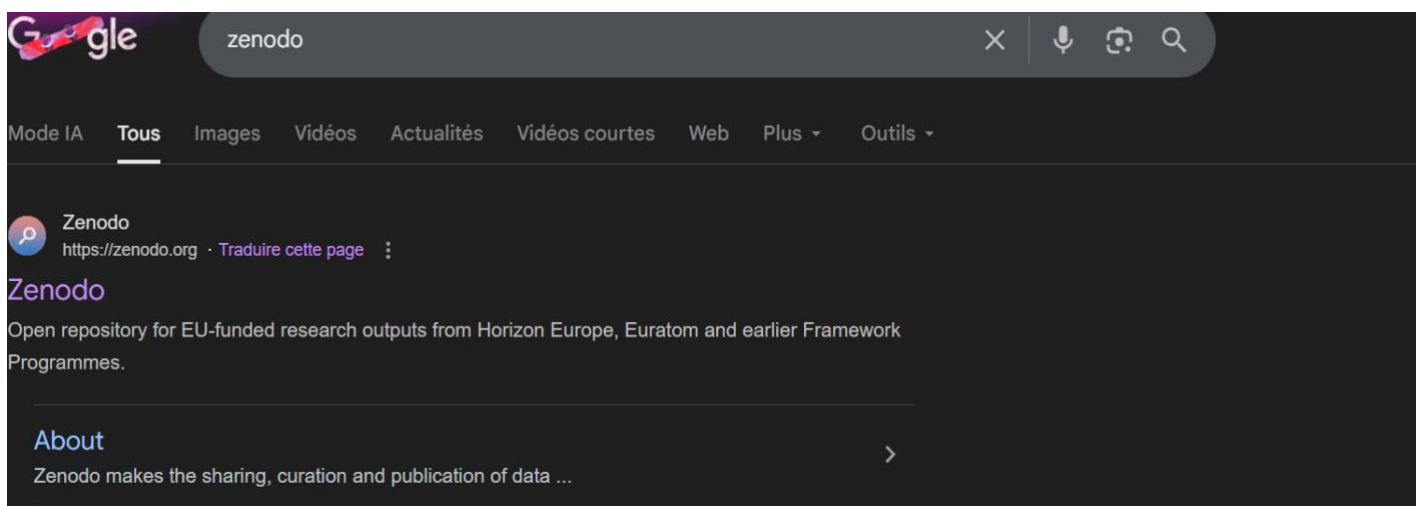 Google
zenodo
Mode IA Tous Images Vidéos Actualités Vidéos courtes Web Plus Outils
Zenodo
https://zenodo.org · Traduire cette page
Zenodo
Open repository for EU-funded research outputs from Horizon Europe, Euratom and earlier Framework
Programmes.
About
Zenodo makes the sharing, curation and publication of data ...